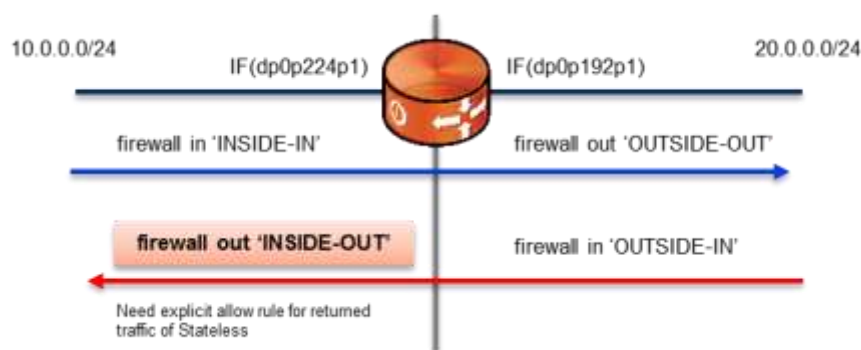 10.0.0.0/24
20.0.0.0/24
IF(dp0p224p1)
IF(dp0p192p1)
firewall in ‘INSIDE-IN’
firewall out ‘OUTSIDE-OUT’
firewall out ‘INSIDE-OUT’
firewall in ‘OUTSIDE-IN’
Need explicit allow rule for returned
traffic of Stateless